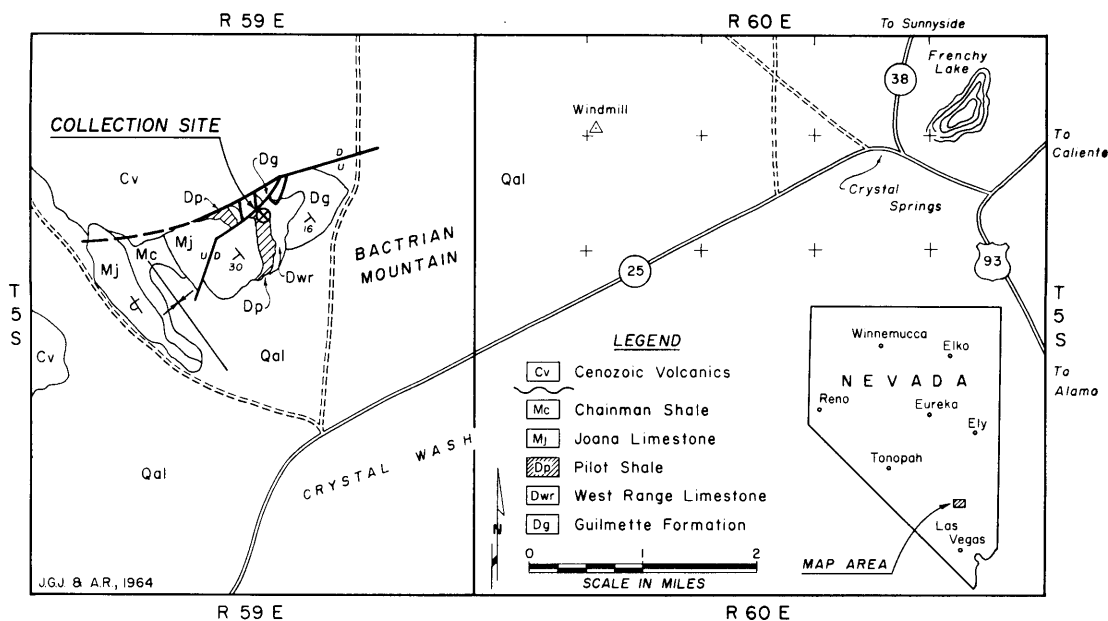 R 59 E
R 60 E
To Sunnyside
38
Frenchy
Lake
Windmill
COLLECTION SITE
To
Caliente
D
U
Dg
Cv
Qal
Dp
Dg
16
Crystal
Springs
Mj
Mc
U D
30
Mj
BACTRIAN
MOUNTAIN
Dwr
Dp
25
93
T
5
S
T
5
S
Cv
Qal
To
Alamo
LEGEND
Cv Cenozoic Volcanics
Mc Chainman Shale
Mj Joana Limestone
Dp Pilot Shale
Dwr West Range Limestone
Dg Guilmette Formation
Winnemucca
Elko
NEVADA
Reno
Eureka
Ely
Tonopah
Las
Vegas
MAP AREA
Qal
CRYSTAL WASH
N
0 1 2
SCALE IN MILES
J.G.J. & A.R., 1964
R 59 E
R 60 E